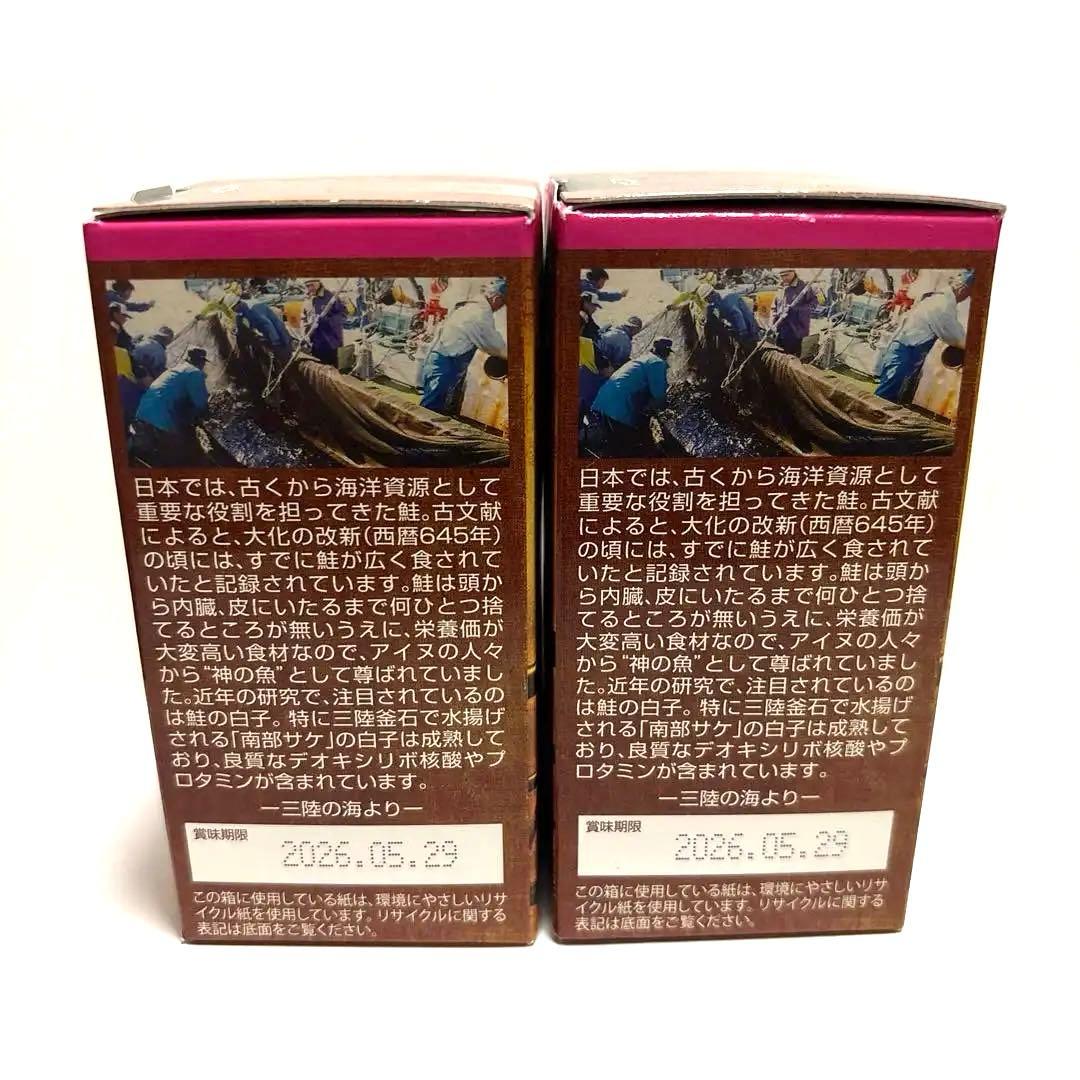 日本では、古くから海洋資源として
重要な役割を担ってきた鮭。古文献
によると、大化の改新（西暦645年）
の頃には、すでに鮭が広く食されて
いたと記録されています。鮭は頭か
ら内臓、皮にいたるまで何ひとつ捨
てるところが無いうえに、栄養価が
大変高い食材なので、アイヌの人々
から“神の魚”として尊ばれていまし
た。近年の研究で、注目されているの
は鮭の白子。特に三陸釜石で水揚げ
される「南部サケ」の白子は成熟して
おり、良質なデオキシリボ核酸やプ
ロタミンが含まれています。
ー三陸の海よりー
賞味期限
2026.05.29
この箱に使用している紙は、環境にやさしいリサ
イクル紙を使用しています。リサイクルに関する
表記は底面をご覧ください。
日本では、古くから海洋資源として
重要な役割を担ってきた鮭。古文献
によると、大化の改新（西暦645年）
の頃には、すでに鮭が広く食されて
いたと記録されています。鮭は頭か
ら内臓、皮にいたるまで何ひとつ捨
てるところが無いうえに、栄養価が
大変高い食材なので、アイヌの人々
から“神の魚”として尊ばれていまし
た。近年の研究で、注目されているの
は鮭の白子。特に三陸釜石で水揚げ
される「南部サケ」の白子は成熟して
おり、良質なデオキシリボ核酸やプ
ロタミンが含まれています。
ー三陸の海よりー
賞味期限
2026.05.29
この箱に使用している紙は、環境にやさしいリサ
イクル紙を使用しています。リサイクルに関する
表記は底面をご覧ください。